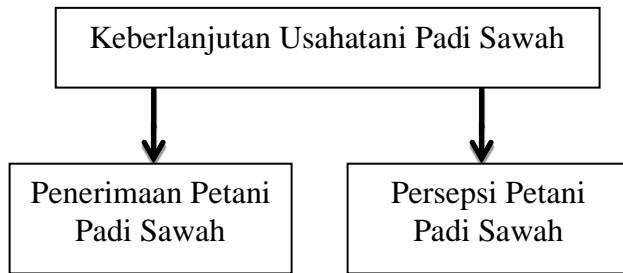 Keberlanjutan Usahatani Padi Sawah
Penerimaan Petani
Padi Sawah
Persepsi Petani
Padi Sawah